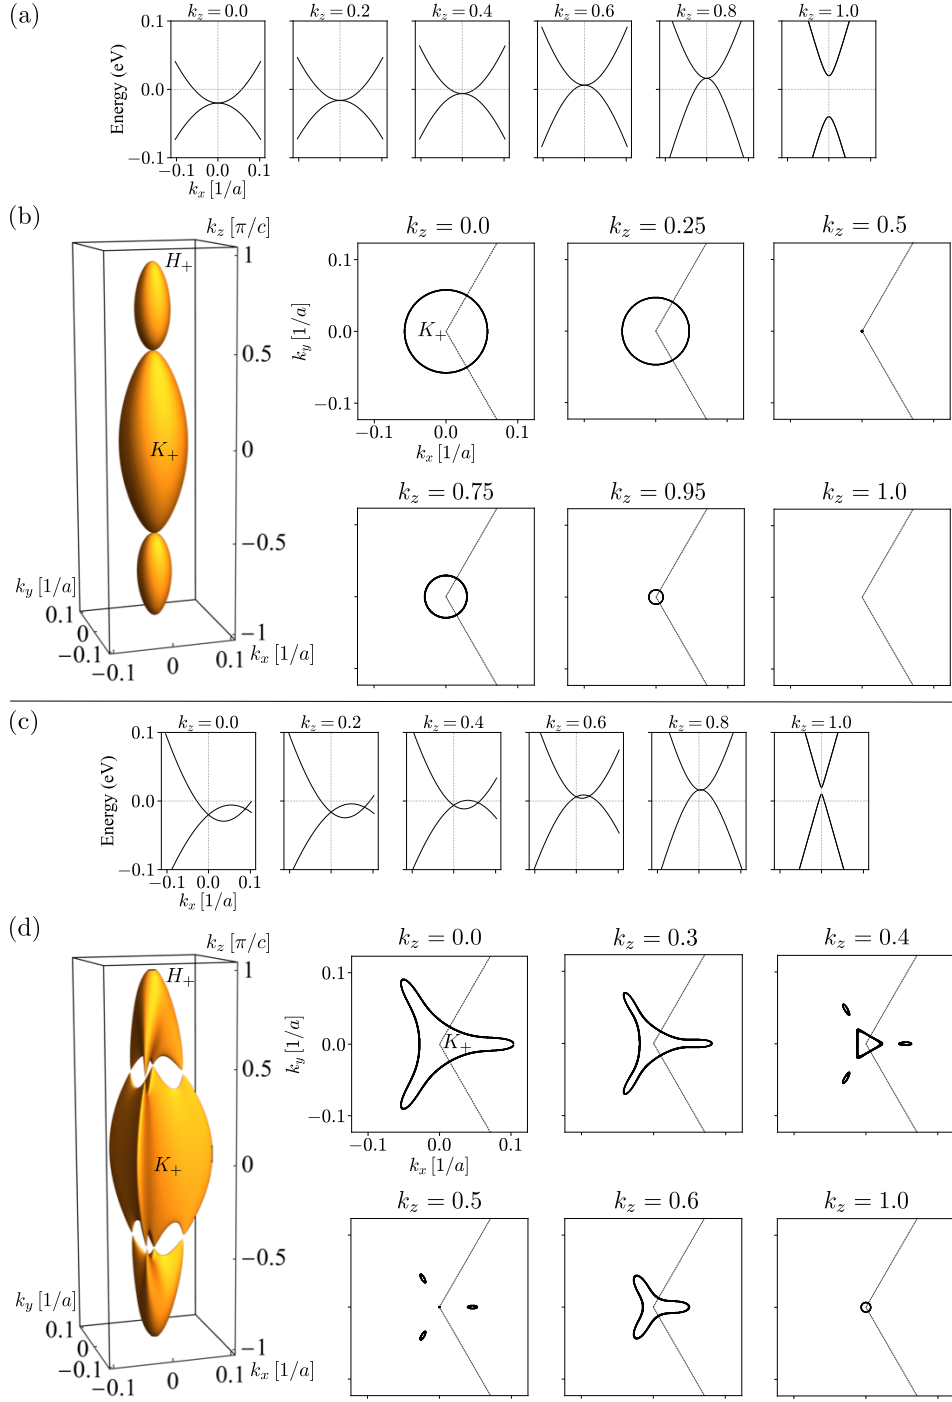 (a)
k_z = 0.0
k_z = 0.2
k_z = 0.4
k_z = 0.6
k_z = 0.8
k_z = 1.0
Energy (eV)
0.1
0.0
−0.1
−0.1 0.0 0.1
k_x [1/a]
(b)
k_z [π/c]
H_+
1
0.5
K_+
0
−0.5
−1
k_y [1/a]
0.1
0
−0.1
−0.1
0
0.1
k_x [1/a]
k_z = 0.0
k_z = 0.25
k_z = 0.5
k_y [1/a]
0.1
0.0
−0.1
K_+
−0.1 0.0 0.1
k_x [1/a]
k_z = 0.75
k_z = 0.95
k_z = 1.0
(c)
k_z = 0.0
k_z = 0.2
k_z = 0.4
k_z = 0.6
k_z = 0.8
k_z = 1.0
Energy (eV)
0.1
0.0
−0.1
−0.1 0.0 0.1
k_x [1/a]
(d)
k_z [π/c]
H_+
1
0.5
K_+
0
−0.5
−1
k_y [1/a]
0.1
0
−0.1
−0.1
0
0.1
k_x [1/a]
k_z = 0.0
k_z = 0.3
k_z = 0.4
k_y [1/a]
0.1
0.0
−0.1
K_+
−0.1 0.0 0.1
k_x [1/a]
k_z = 0.5
k_z = 0.6
k_z = 1.0